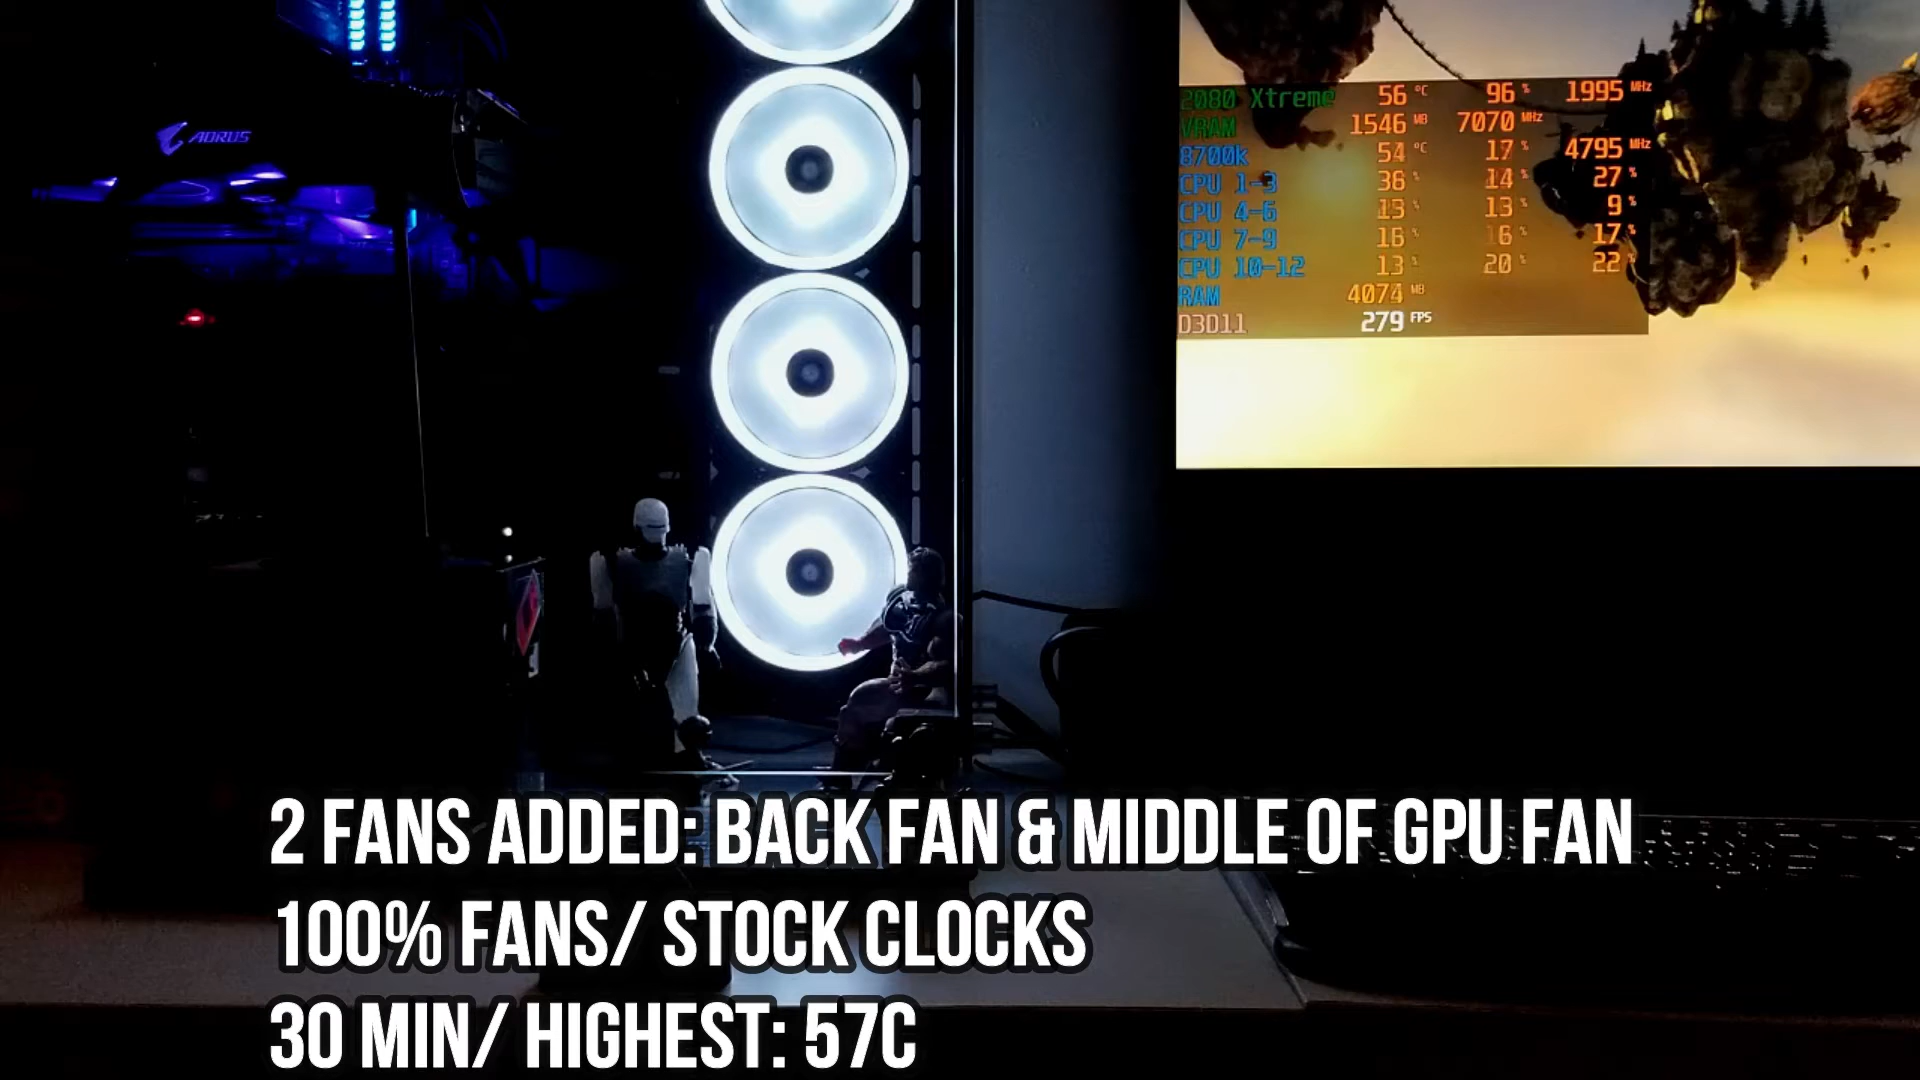 AORUS
2080 Xtreme 56 °C 96 % 1995 MHz
VRAM 1546 MB 7070 MHz
8700k 54 °C 17 % 4795 MHz
CPU 1-3 36 % 14 % 27 %
CPU 4-6 13 % 13 % 9 %
CPU 7-9 16 % 16 % 17 %
CPU 10-12 13 % 20 % 22 %
RAM 4074 MB
D3D11 279 FPS
2 FANS ADDED: BACK FAN & MIDDLE OF GPU FAN
100% FANS/ STOCK CLOCKS
30 MIN/ HIGHEST: 57C